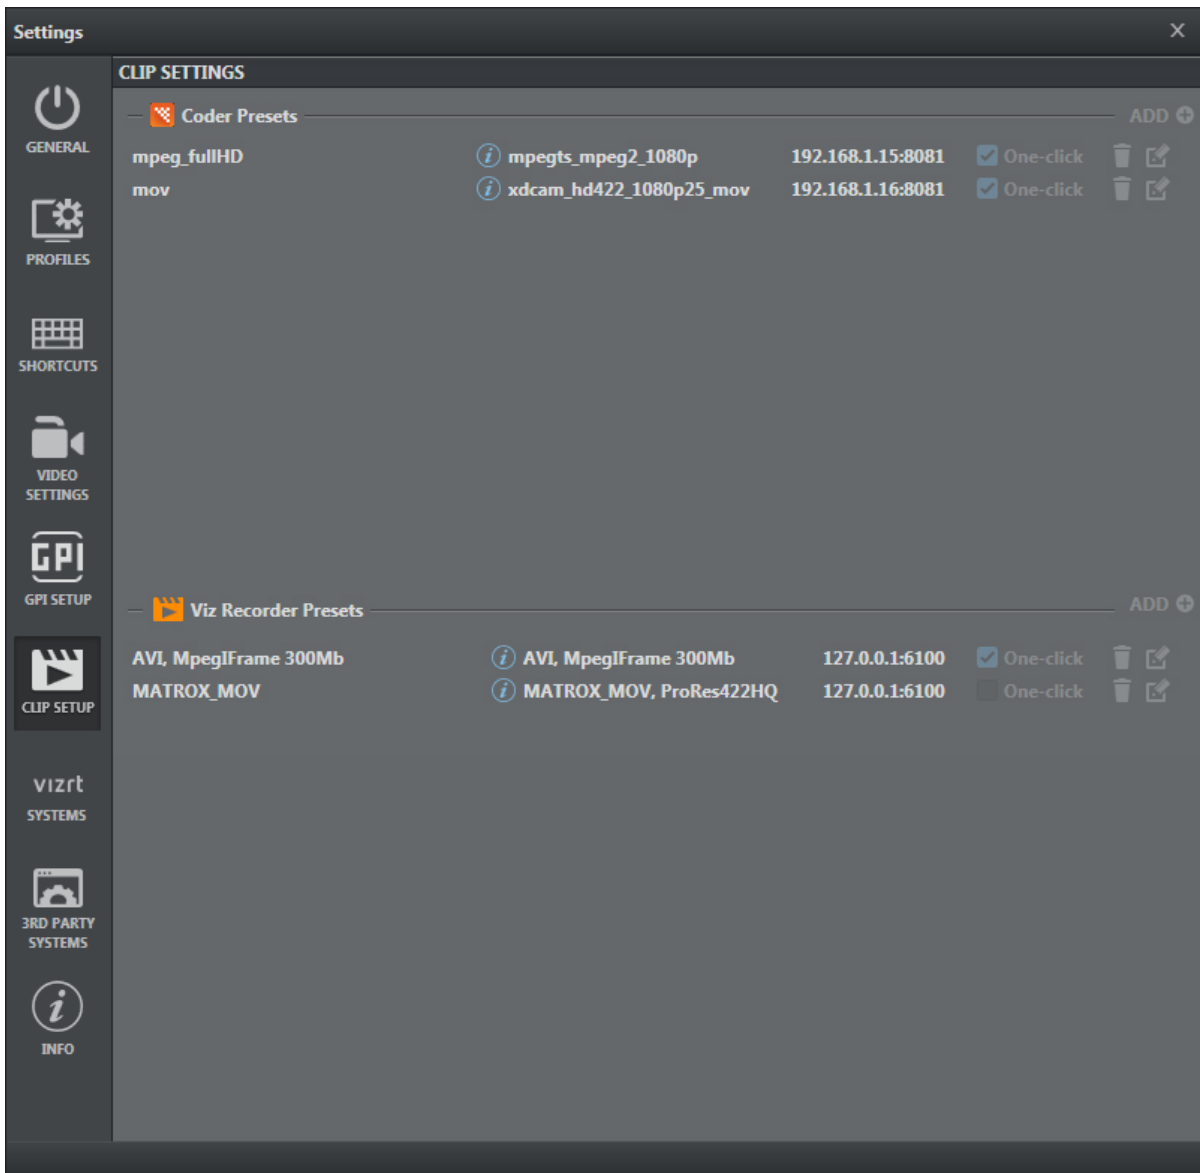 Settings
CLIP SETTINGS
GENERAL
PROFILES
SHORTCUTS
VIDEO
SETTINGS
GPI
GPI SETUP
CLIP SETUP
vizrt
SYSTEMS
3RD PARTY
SYSTEMS
INFO
Coder Presets ADD
mpeg_fullHD mpegts_mpeg2_1080p 192.168.1.15:8081 One-click
mov xdcam_hd422_1080p25_mov 192.168.1.16:8081 One-click
Viz Recorder Presets ADD
AVI, MpegIFrame 300Mb AVI, MpegIFrame 300Mb 127.0.0.1:6100 One-click
MATROX_MOV MATROX_MOV, ProRes422HQ 127.0.0.1:6100 One-click